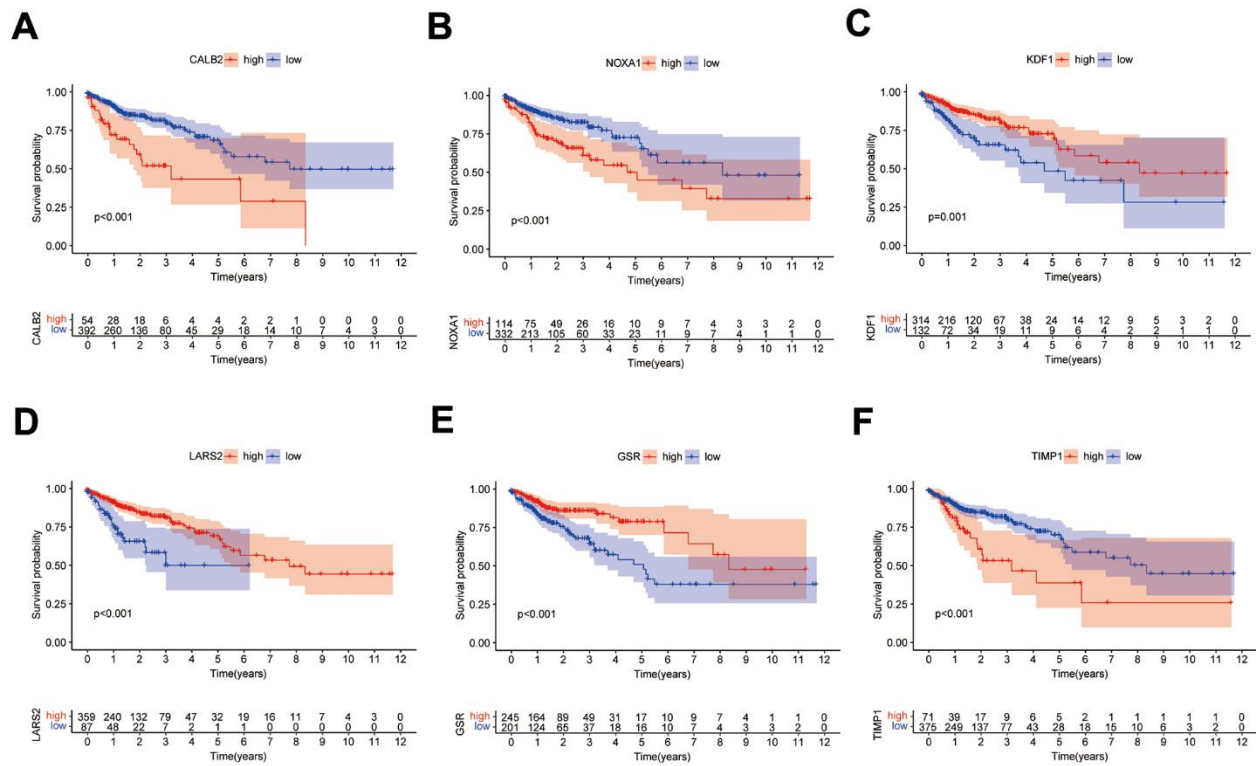 A
CALB2 high low
Survival probability
1.00
0.75
0.50
0.25
0.00
p<0.001
0 1 2 3 4 5 6 7 8 9 10 11 12
Time(years)
CALB2
high 54 28 18 6 4 4 2 2 1 0 0 0 0
low 392 260 136 80 45 29 18 14 10 7 4 3 0
0 1 2 3 4 5 6 7 8 9 10 11 12
Time(years)
B
NOXA1 high low
Survival probability
1.00
0.75
0.50
0.25
0.00
p<0.001
0 1 2 3 4 5 6 7 8 9 10 11 12
Time(years)
NOXA1
high 114 75 49 26 16 10 9 7 4 3 3 2 0
low 332 213 105 60 33 23 11 9 7 4 1 1 0
0 1 2 3 4 5 6 7 8 9 10 11 12
Time(years)
C
KDF1 high low
Survival probability
1.00
0.75
0.50
0.25
0.00
p=0.001
0 1 2 3 4 5 6 7 8 9 10 11 12
Time(years)
KDF1
high 314 216 120 67 38 24 14 12 9 5 3 2 0
low 132 72 34 19 11 9 6 4 2 2 1 1 0
0 1 2 3 4 5 6 7 8 9 10 11 12
Time(years)
D
LARS2 high low
Survival probability
1.00
0.75
0.50
0.25
0.00
p<0.001
0 1 2 3 4 5 6 7 8 9 10 11 12
Time(years)
LARS2
high 359 240 132 79 47 32 19 16 11 7 4 3 0
low 87 48 22 7 2 1 1 0 0 0 0 0 0
0 1 2 3 4 5 6 7 8 9 10 11 12
Time(years)
E
GSR high low
Survival probability
1.00
0.75
0.50
0.25
0.00
p<0.001
0 1 2 3 4 5 6 7 8 9 10 11 12
Time(years)
GSR
high 245 164 89 49 31 17 10 9 7 4 1 1 0
low 201 124 65 37 18 16 10 7 4 3 3 2 0
0 1 2 3 4 5 6 7 8 9 10 11 12
Time(years)
F
TIMP1 high low
Survival probability
1.00
0.75
0.50
0.25
0.00
p<0.001
0 1 2 3 4 5 6 7 8 9 10 11 12
Time(years)
TIMP1
high 71 39 17 9 6 5 2 1 1 1 1 1 0
low 375 249 137 77 43 28 18 15 10 6 3 2 0
0 1 2 3 4 5 6 7 8 9 10 11 12
Time(years)